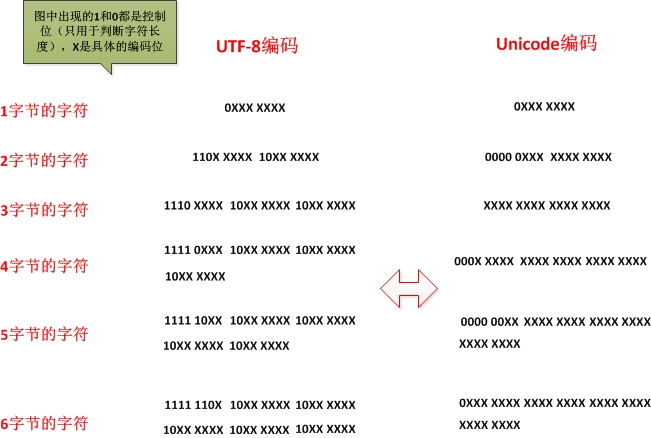 图中出现的1和0都是控制
位（只用于判断字符长
度），X是具体的编码位
UTF-8编码
Unicode编码
1字节的字符
0XXX XXXX
0XXX XXXX
2字节的字符
110X XXXX 10XX XXXX
0000 0XXX XXXX XXXX
3字节的字符
1110 XXXX 10XX XXXX 10XX XXXX
XXXX XXXX XXXX XXXX
4字节的字符
1111 0XXX 10XX XXXX 10XX XXXX
10XX XXXX
000X XXXX XXXX XXXX XXXX XXXX
5字节的字符
1111 10XX 10XX XXXX 10XX XXXX
10XX XXXX 10XX XXXX
0000 00XX XXXX XXXX XXXX XXXX
XXXX XXXX
6字节的字符
1111 110X 10XX XXXX 10XX XXXX
10XX XXXX 10XX XXXX 10XX XXXX
0XXX XXXX XXXX XXXX XXXX XXXX
XXXX XXXX